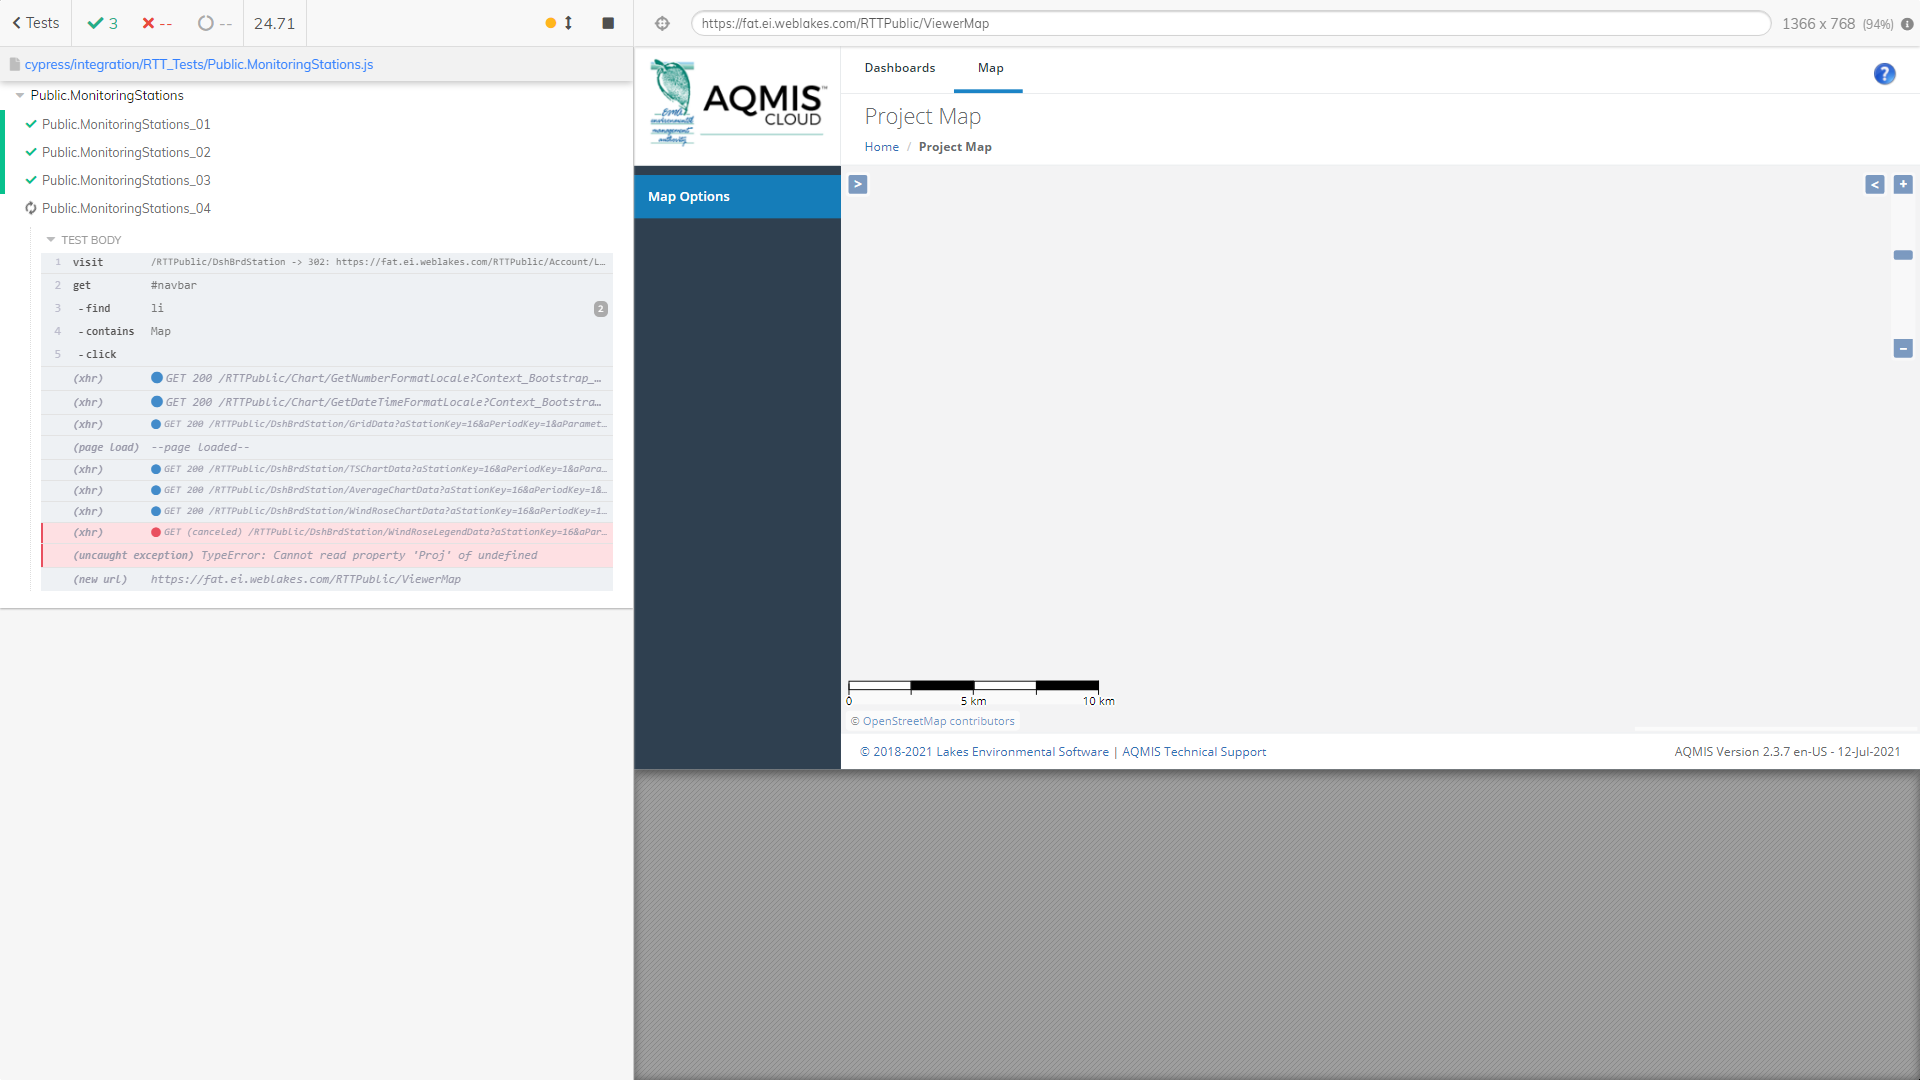 Tests
3
--
--
24.71
https://fat.ei.weblakes.com/RTTPublic/ViewerMap
1366 x 768 (94%)
cypress/integration/RTT_Tests/Public.MonitoringStations.js
Public.MonitoringStations
Public.MonitoringStations_01
Public.MonitoringStations_02
Public.MonitoringStations_03
Public.MonitoringStations_04
TEST BODY
1 visit /RTTPublic/DshBrdStation -> 302: https://fat.ei.weblakes.com/RTTPublic/Account/L…
2 get #navbar
3 -find li 2
4 -contains Map
5 -click
(xhr) GET 200 /RTTPublic/Chart/GetNumberFormatLocale?Context_Bootstrap_…
(xhr) GET 200 /RTTPublic/Chart/GetDateTimeFormatLocale?Context_Bootstra…
(xhr) GET 200 /RTTPublic/DshBrdStation/GridData?aStationKey=16&aPeriodKey=1&aParamet…
(page load) --page loaded--
(xhr) GET 200 /RTTPublic/DshBrdStation/TSChartData?aStationKey=16&aPeriodKey=1&aPara…
(xhr) GET 200 /RTTPublic/DshBrdStation/AverageChartData?aStationKey=16&aPeriodKey=1&…
(xhr) GET 200 /RTTPublic/DshBrdStation/WindRoseChartData?aStationKey=16&aPeriodKey=1…
(xhr) GET (canceled) /RTTPublic/DshBrdStation/WindRoseLegendData?aStationKey=16&aPar…
(uncaught exception) TypeError: Cannot read property 'Proj' of undefined
(new url) https://fat.ei.weblakes.com/RTTPublic/ViewerMap
environmental
management
authority
AQMIS™
CLOUD
Dashboards
Map
?
Project Map
Home / Project Map
Map Options
>
<
+
−
0
5 km
10 km
© OpenStreetMap contributors
© 2018-2021 Lakes Environmental Software | AQMIS Technical Support
AQMIS Version 2.3.7 en-US - 12-Jul-2021